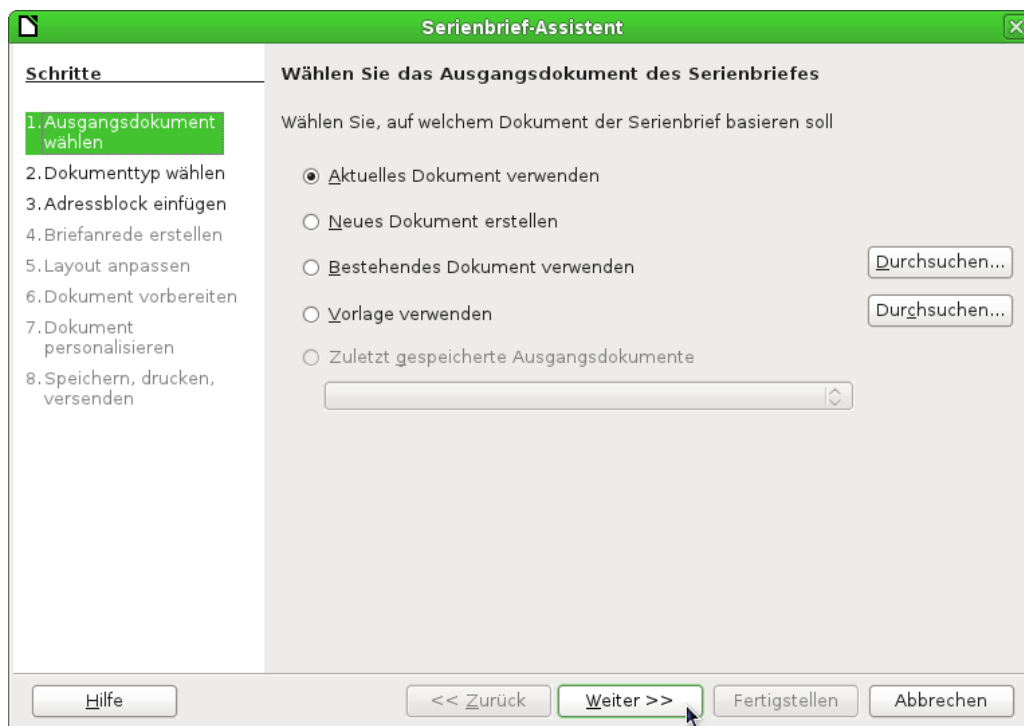 Serienbrief-Assistent
Schritte
1. Ausgangsdokument
wählen
2. Dokumenttyp wählen
3. Adressblock einfügen
4. Briefanrede erstellen
5. Layout anpassen
6. Dokument vorbereiten
7. Dokument
personalisieren
8. Speichern, drucken,
versenden
Wählen Sie das Ausgangsdokument des Serienbriefes
Wählen Sie, auf welchem Dokument der Serienbrief basieren soll
Aktuelles Dokument verwenden
Neues Dokument erstellen
Bestehendes Dokument verwenden
Durchsuchen...
Vorlage verwenden
Durchsuchen...
Zuletzt gespeicherte Ausgangsdokumente
Hilfe
<< Zurück
Weiter >>
Fertigstellen
Abbrechen